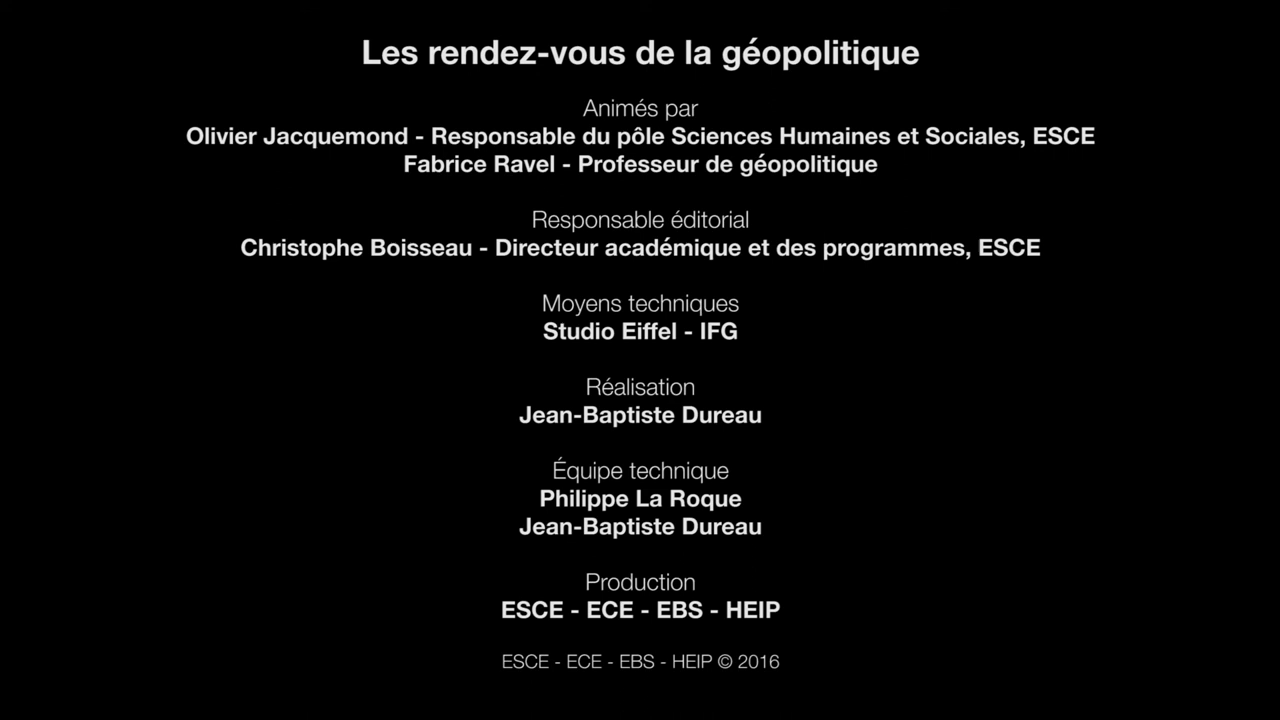 Les rendez-vous de la géopolitique
Animés par
Olivier Jacquemond - Responsable du pôle Sciences Humaines et Sociales, ESCE
Fabrice Ravel - Professeur de géopolitique
Responsable éditorial
Christophe Boisseau - Directeur académique et des programmes, ESCE
Moyens techniques
Studio Eiffel - IFG
Réalisation
Jean-Baptiste Dureau
Équipe technique
Philippe La Roque
Jean-Baptiste Dureau
Production
ESCE - ECE - EBS - HEIP
ESCE - ECE - EBS - HEIP © 2016